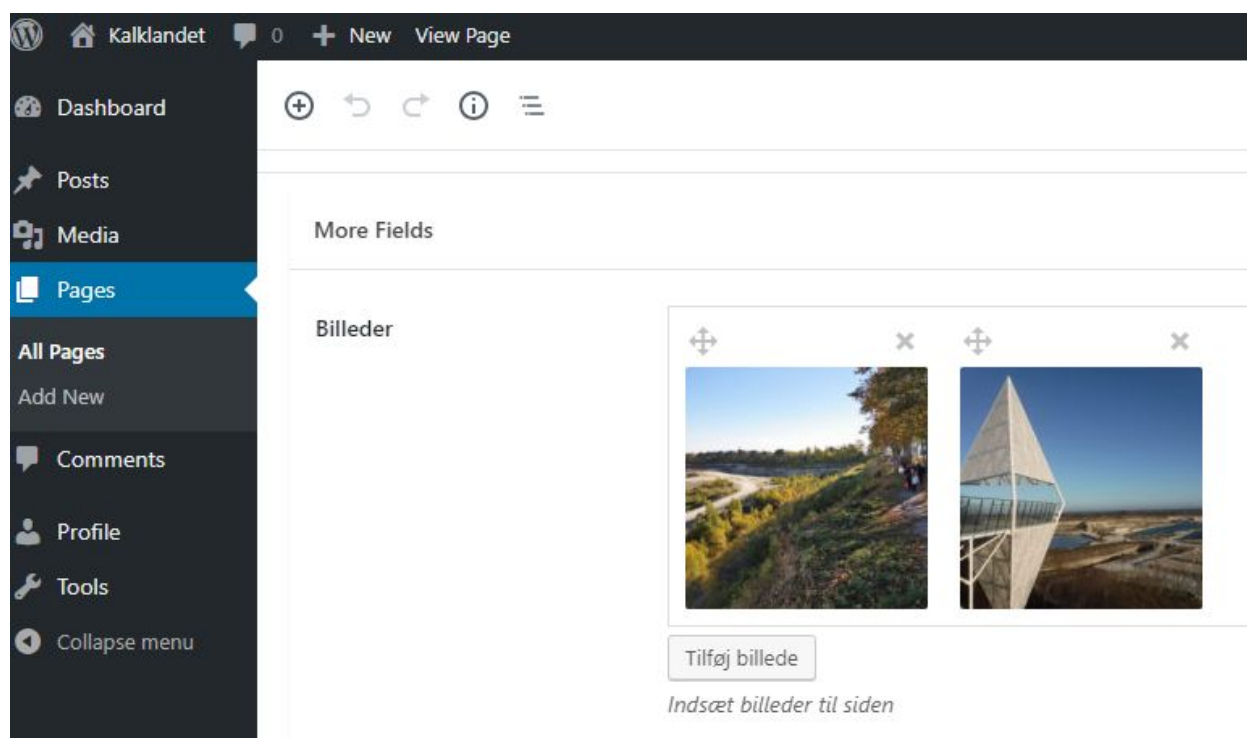 Kalklandet 0 New View Page
Dashboard
Posts
Media
Pages
All Pages
Add New
Comments
Profile
Tools
Collapse menu
More Fields
Billeder
Tilføj billede
Indsæt billeder til siden